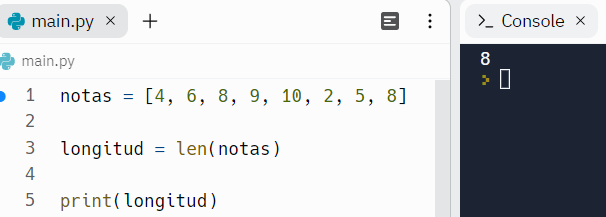 main.py × +
main.py
1 notas = [4, 6, 8, 9, 10, 2, 5, 8]
2
3 longitud = len(notas)
4
5 print(longitud)
>_ Console ×
8
>